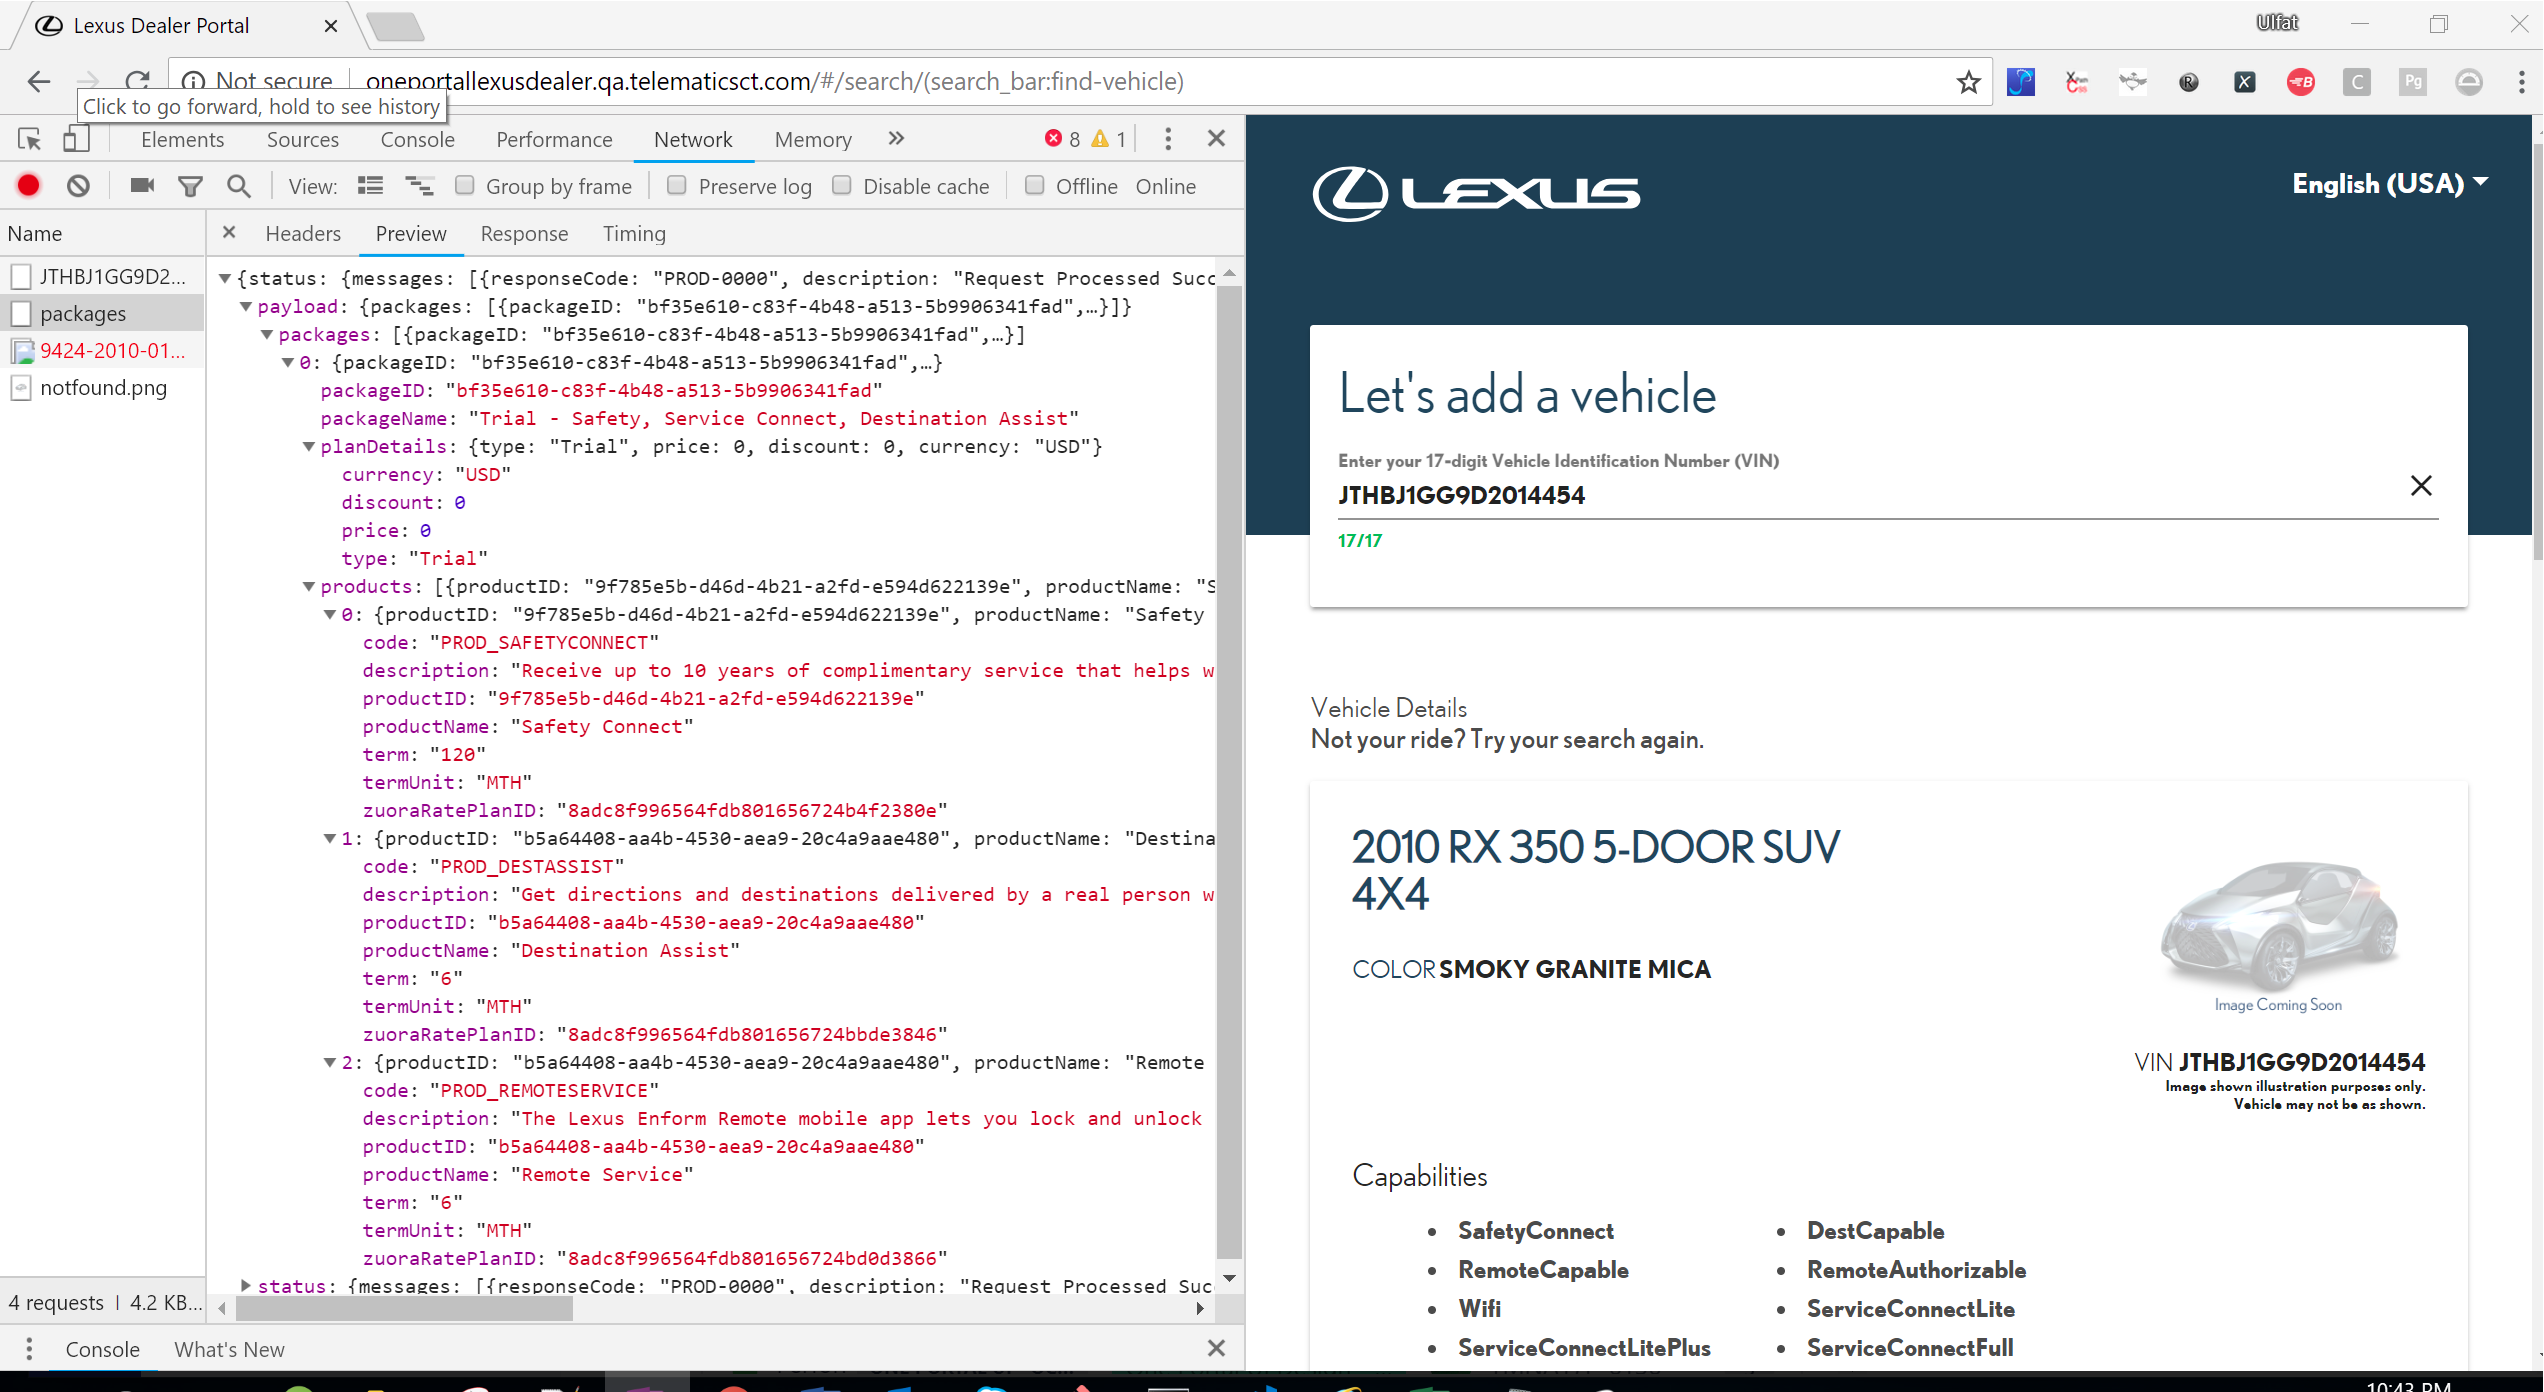 Lexus Dealer Portal
Ulfat
Not secure
oneportallexusdealer.qa.telematicsct.com/#/search/(search_bar:find-vehicle)
Click to go forward, hold to see history
Elements Sources Console Performance Network Memory » 8 1
View: Group by frame Preserve log Disable cache Offline Online
Name
Headers Preview Response Timing
JTHBJ1GG9D2...
packages
9424-2010-01...
notfound.png
{status: {messages: [{responseCode: "PROD-0000", description: "Request Processed Succ
payload: {packages: [{packageID: "bf35e610-c83f-4b48-a513-5b9906341fad",…}]}
packages: [{packageID: "bf35e610-c83f-4b48-a513-5b9906341fad",…}]
0: {packageID: "bf35e610-c83f-4b48-a513-5b9906341fad",…}
packageID: "bf35e610-c83f-4b48-a513-5b9906341fad"
packageName: "Trial - Safety, Service Connect, Destination Assist"
planDetails: {type: "Trial", price: 0, discount: 0, currency: "USD"}
currency: "USD"
discount: 0
price: 0
type: "Trial"
products: [{productID: "9f785e5b-d46d-4b21-a2fd-e594d622139e", productName: "S
0: {productID: "9f785e5b-d46d-4b21-a2fd-e594d622139e", productName: "Safety
code: "PROD_SAFETYCONNECT"
description: "Receive up to 10 years of complimentary service that helps w
productID: "9f785e5b-d46d-4b21-a2fd-e594d622139e"
productName: "Safety Connect"
term: "120"
termUnit: "MTH"
zuoraRatePlanID: "8adc8f996564fdb801656724b4f2380e"
1: {productID: "b5a64408-aa4b-4530-aea9-20c4a9aae480", productName: "Destina
code: "PROD_DESTASSIST"
description: "Get directions and destinations delivered by a real person w
productID: "b5a64408-aa4b-4530-aea9-20c4a9aae480"
productName: "Destination Assist"
term: "6"
termUnit: "MTH"
zuoraRatePlanID: "8adc8f996564fdb801656724bbde3846"
2: {productID: "b5a64408-aa4b-4530-aea9-20c4a9aae480", productName: "Remote
code: "PROD_REMOTESERVICE"
description: "The Lexus Enform Remote mobile app lets you lock and unlock
productID: "b5a64408-aa4b-4530-aea9-20c4a9aae480"
productName: "Remote Service"
term: "6"
termUnit: "MTH"
zuoraRatePlanID: "8adc8f996564fdb801656724bd0d3866"
status: {messages: [{responseCode: "PROD-0000", description: "Request Processed Suc
4 requests | 4.2 KB...
Console What's New
LEXUS
English (USA)
Let's add a vehicle
Enter your 17-digit Vehicle Identification Number (VIN)
JTHBJ1GG9D2014454
17/17
Vehicle Details
Not your ride? Try your search again.
2010 RX 350 5-DOOR SUV
4X4
COLOR SMOKY GRANITE MICA
Image Coming Soon
VIN JTHBJ1GG9D2014454
Image shown illustration purposes only.
Vehicle may not be as shown.
Capabilities
SafetyConnect DestCapable
RemoteCapable RemoteAuthorizable
Wifi ServiceConnectLite
ServiceConnectLitePlus ServiceConnectFull
10:43 PM